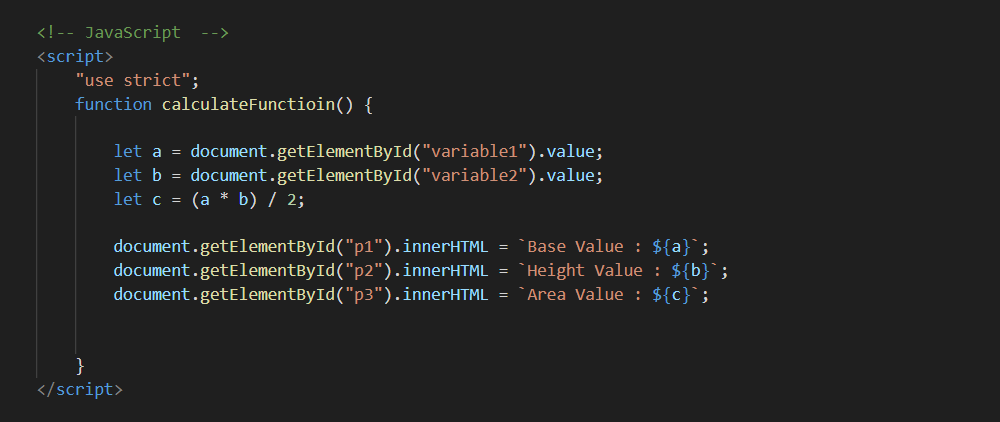 <!-- JavaScript  -->
<script>
    "use strict";
    function calculateFunctioin() {

        let a = document.getElementById("variable1").value;
        let b = document.getElementById("variable2").value;
        let c = (a * b) / 2;

        document.getElementById("p1").innerHTML = `Base Value : ${a}`;
        document.getElementById("p2").innerHTML = `Height Value : ${b}`;
        document.getElementById("p3").innerHTML = `Area Value : ${c}`;

    }
</script>